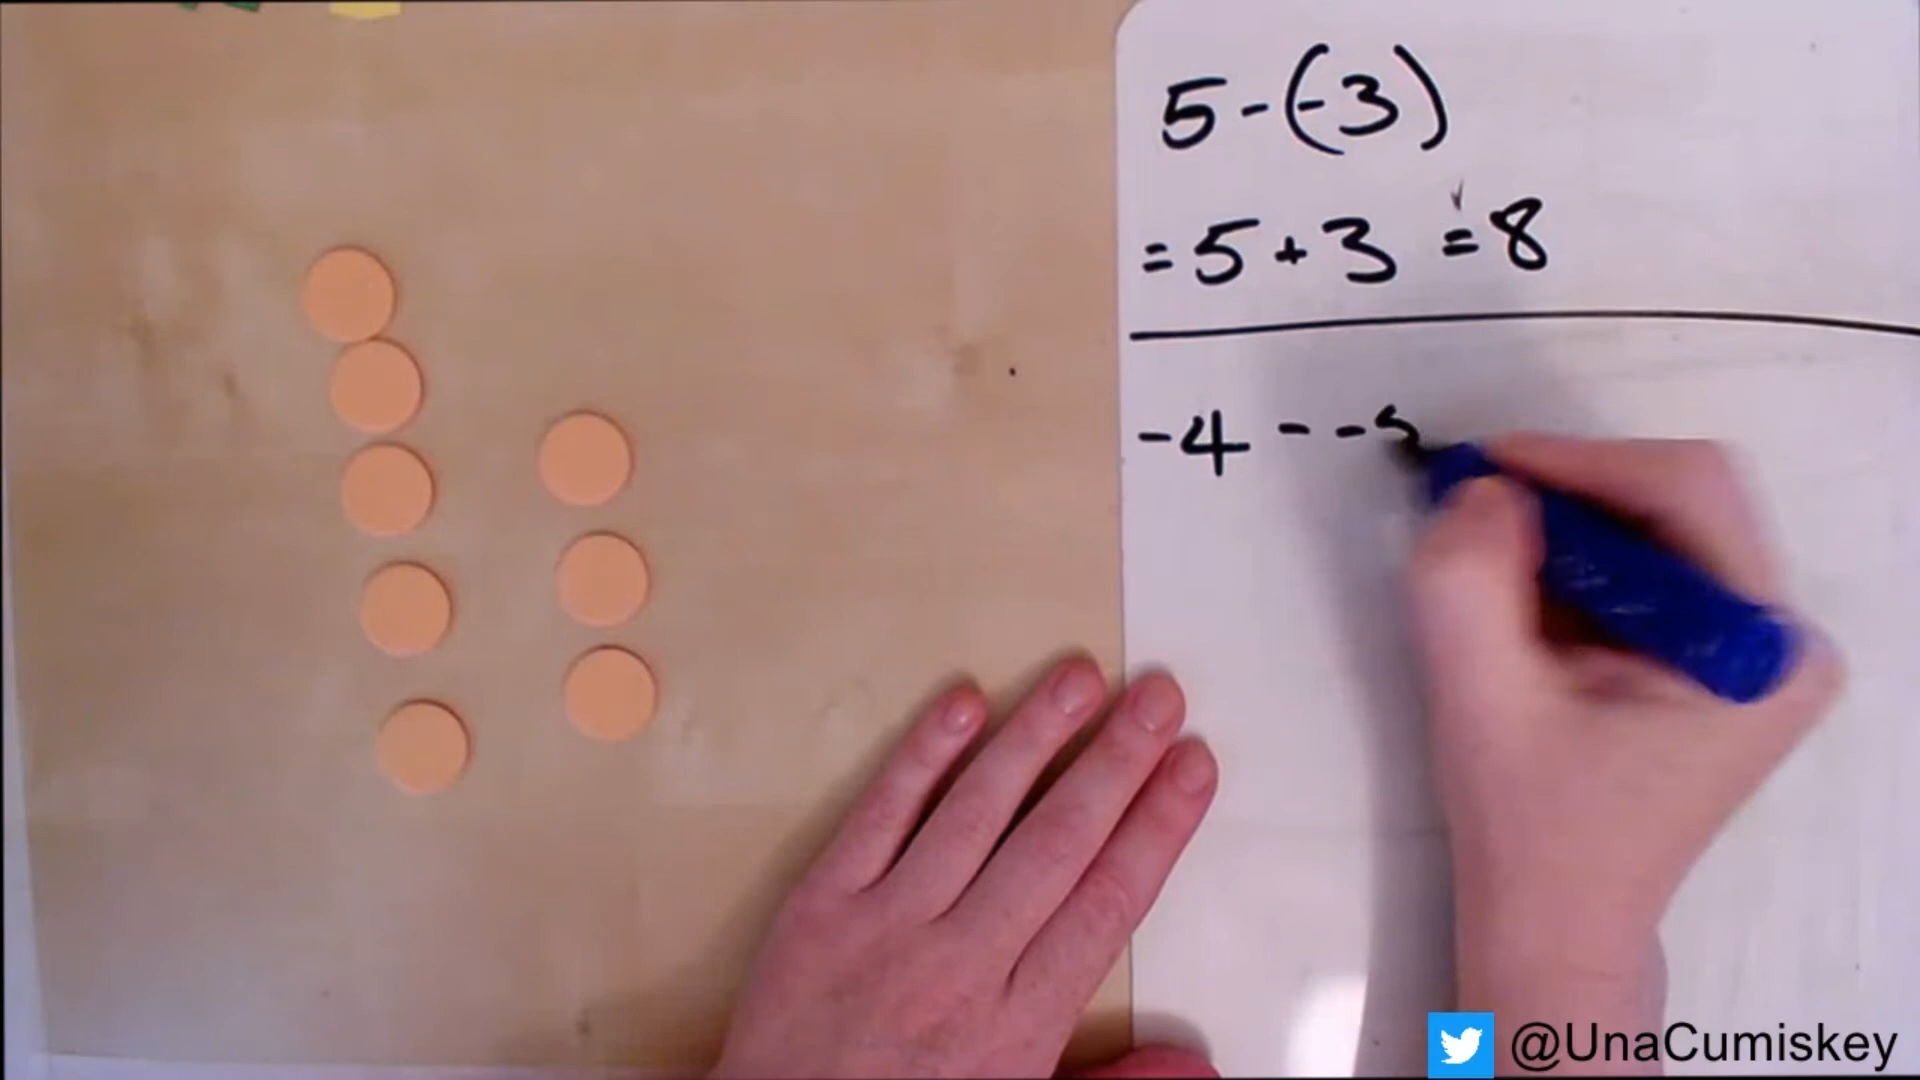 5-(-3)
= 5 + 3 = 8
-4 - -
@UnaCumiskey